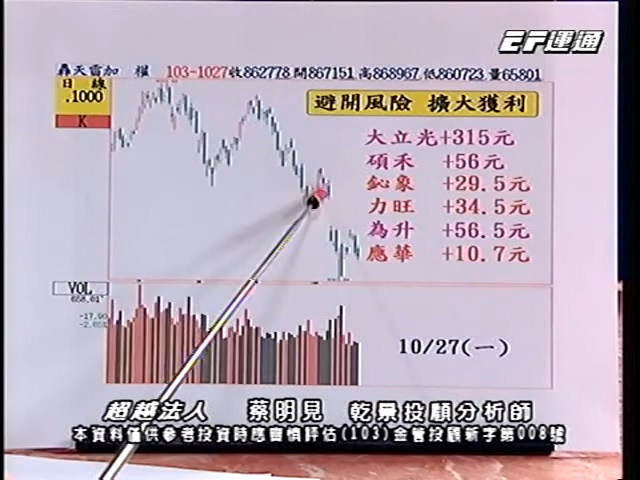 EF運通
轟天雷加 權 103-1027收862778 開867151 高868967 低860723 量65801
日 線
.1000
K
避開風險 擴大獲利
大立光+315元
碩禾 +56元
鈊象 +29.5元
力旺 +34.5元
為升 +56.5元
應華 +10.7元
VOL
658.01
-17.90
10/27(一)
超越法人 蔡明見 乾景投顧分析師
本資料僅供參考投資時應審慎評估(103)金管投顧新字第008號